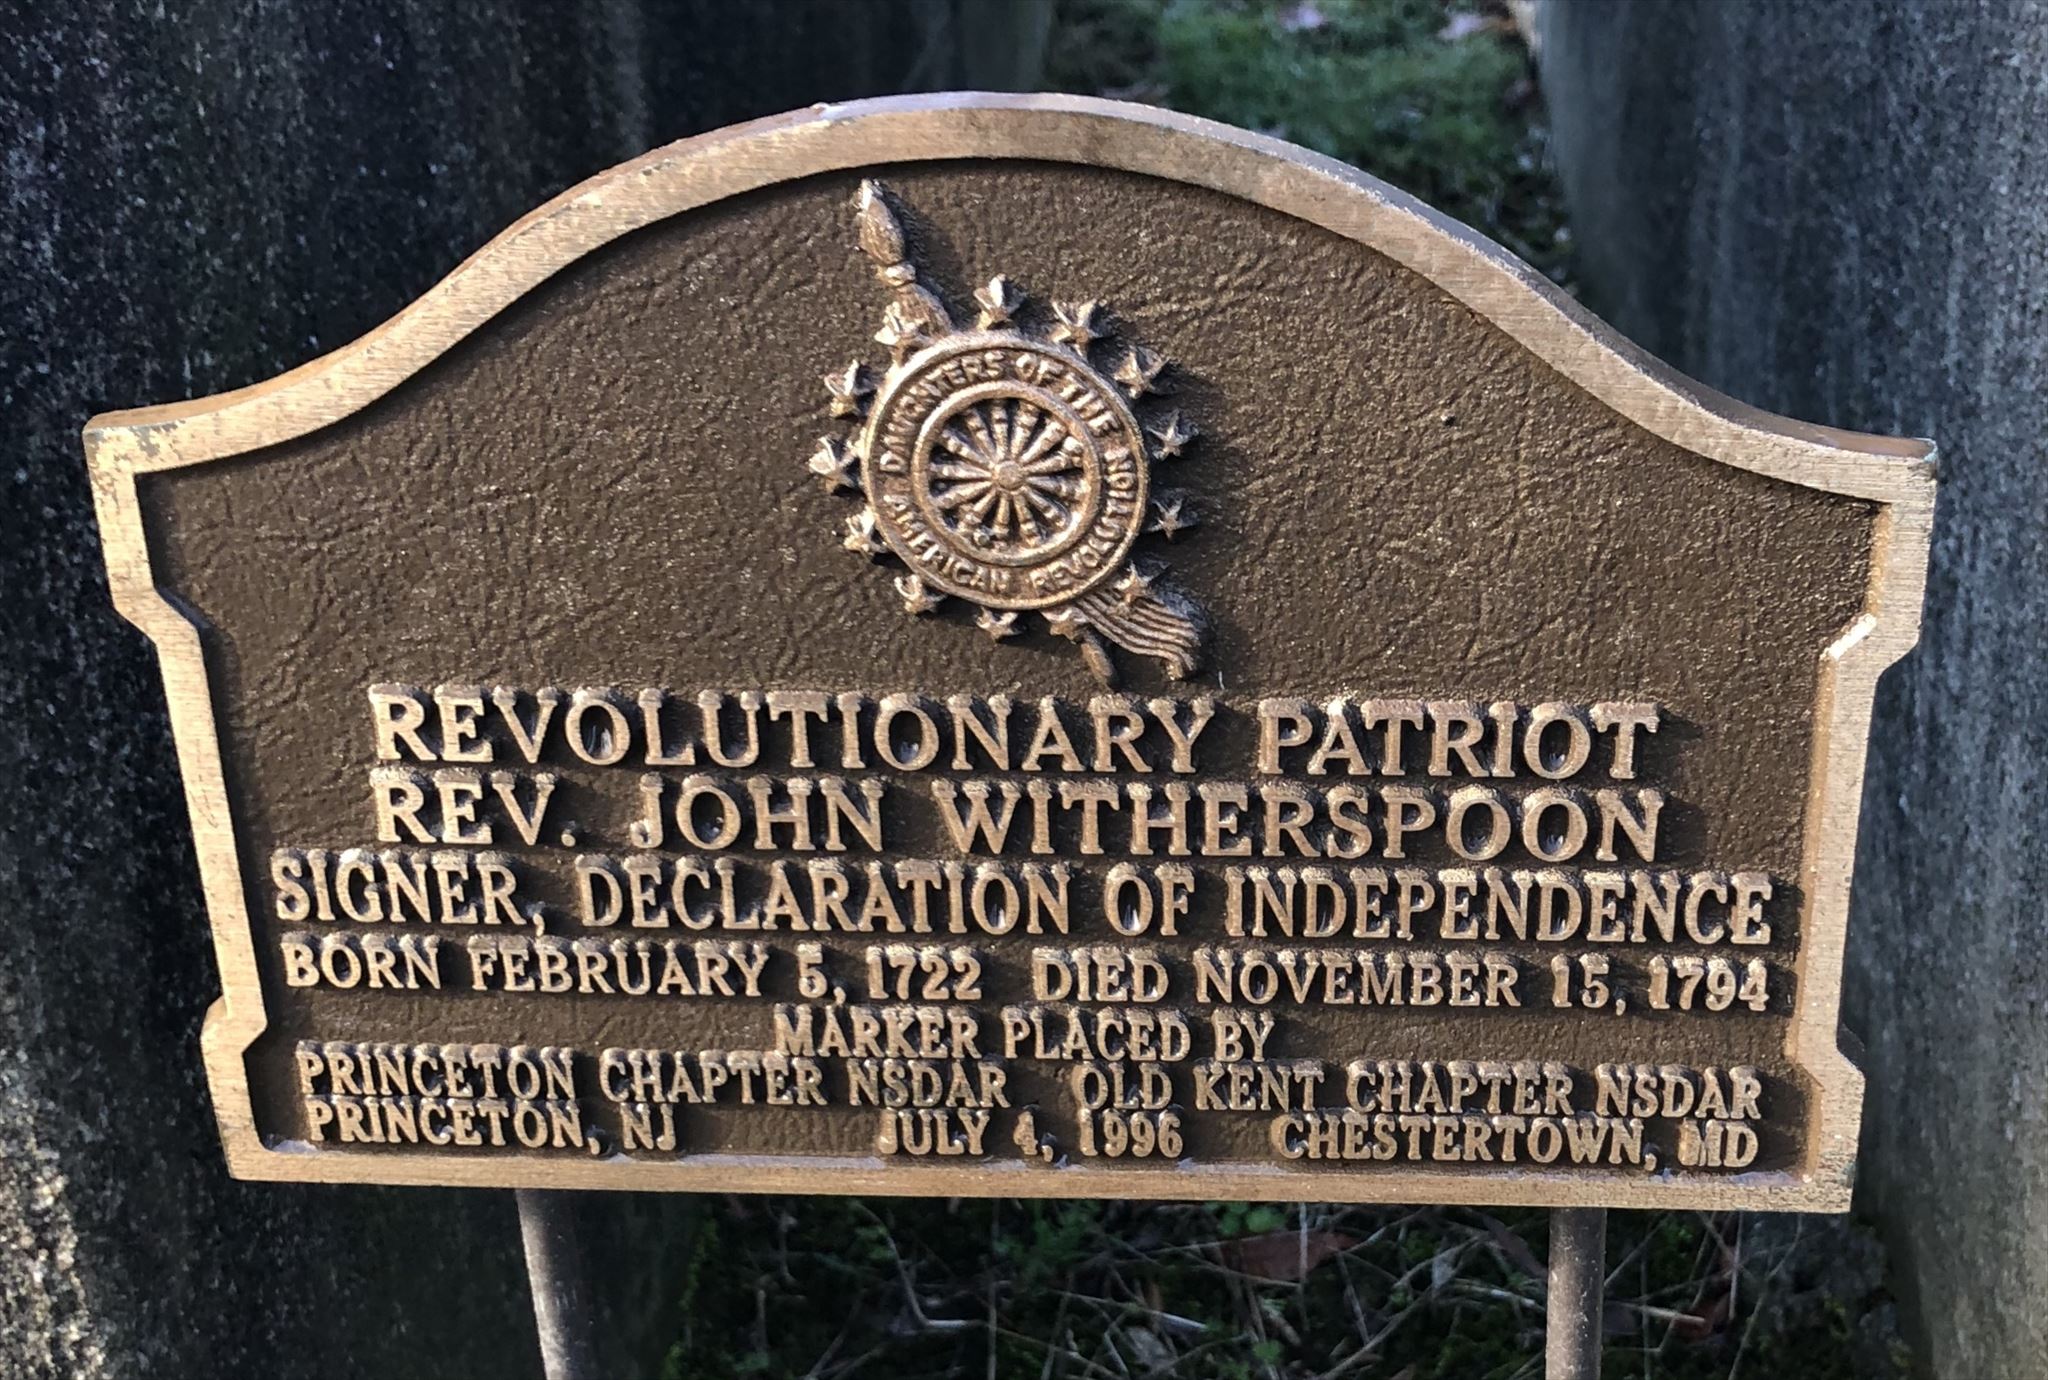 DAUGHTERS OF THE AMERICAN REVOLUTION
REVOLUTIONARY PATRIOT
REV. JOHN WITHERSPOON
SIGNER, DECLARATION OF INDEPENDENCE
BORN FEBRUARY 5, 1722 DIED NOVEMBER 15, 1794
MARKER PLACED BY
PRINCETON CHAPTER NSDAR OLD KENT CHAPTER NSDAR
PRINCETON, NJ JULY 4, 1996 CHESTERTOWN, MD